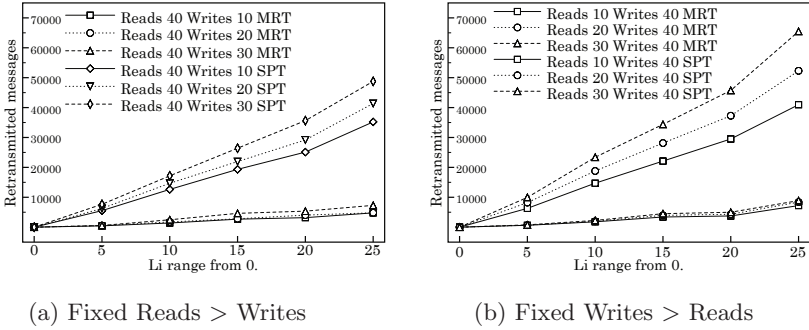 Retransmitted messages
70000
60000
50000
40000
30000
20000
10000
Reads 40 Writes 10 MRT
Reads 40 Writes 20 MRT
Reads 40 Writes 30 MRT
Reads 40 Writes 10 SPT
Reads 40 Writes 20 SPT
Reads 40 Writes 30 SPT
0 5 10 15 20 25
Li range from 0.
(a) Fixed Reads > Writes
Retransmitted messages
70000
60000
50000
40000
30000
20000
10000
Reads 10 Writes 40 MRT
Reads 20 Writes 40 MRT
Reads 30 Writes 40 MRT
Reads 10 Writes 40 SPT
Reads 20 Writes 40 SPT
Reads 30 Writes 40 SPT
0 5 10 15 20 25
Li range from 0.
(b) Fixed Writes > Reads